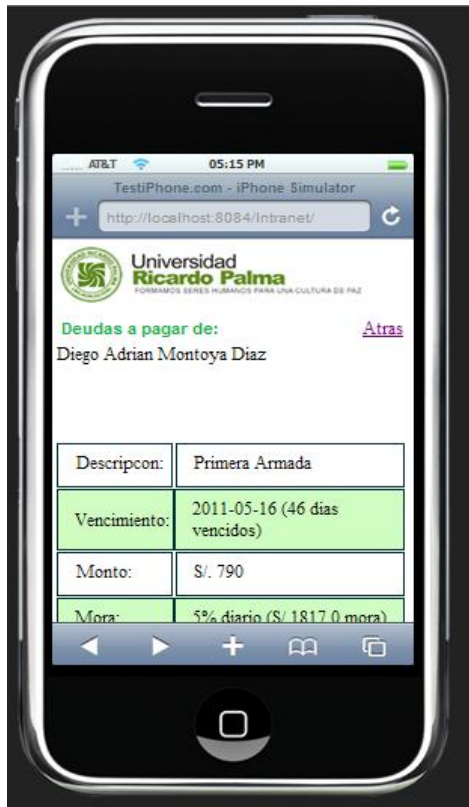 AT&T 05:15 PM
TestiPhone.com - iPhone Simulator
http://localhost:8084/Intranet/
Universidad
Ricardo Palma
FORMAMOS SERES HUMANOS PARA UNA CULTURA DE PAZ
Deudas a pagar de: Atras
Diego Adrian Montoya Diaz
Descripcon: Primera Armada
Vencimiento: 2011-05-16 (46 dias
vencidos)
Monto: S/. 790
Mora: 5% diario (S/ 1817.0 mora)